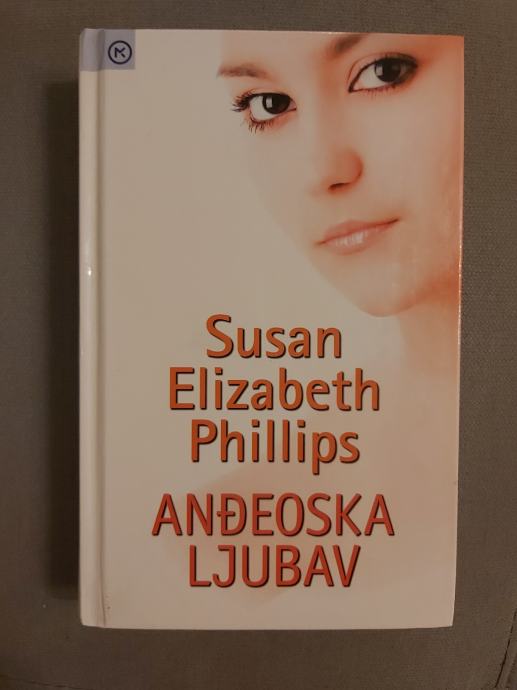 Susan
Elizabeth
Phillips
ANĐEOSKA
LJUBAV